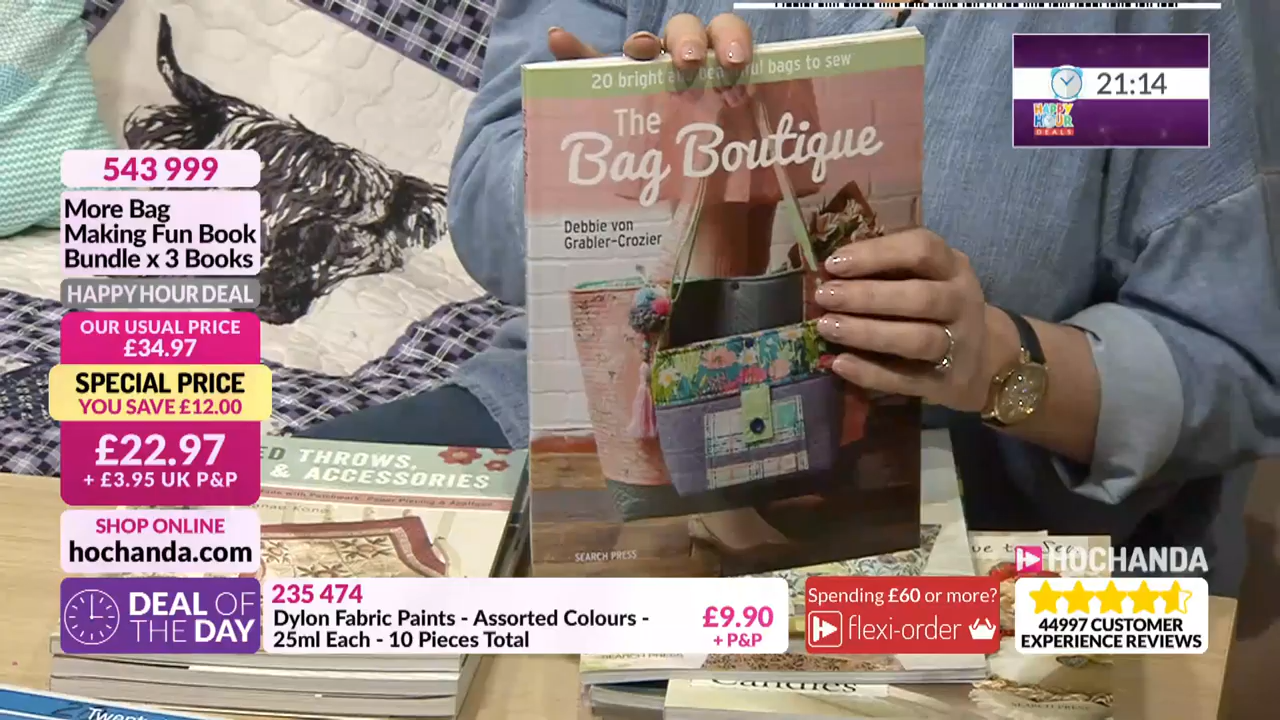 21:14
HAPPY
HOUR
DEALS
543 999
More Bag
Making Fun Book
Bundle x 3 Books
HAPPY HOUR DEAL
OUR USUAL PRICE
£34.97
SPECIAL PRICE
YOU SAVE £12.00
£22.97
+ £3.95 UK P&P
SHOP ONLINE
hochanda.com
20 bright to sew
The
Bag Boutique
Debbie von
Grabler-Crozier
SEARCH PRESS
THROWS,
& ACCESSORIES
HOCHANDA
DEAL OF
THE DAY
235 474
Dylon Fabric Paints - Assorted Colours -
25ml Each - 10 Pieces Total
£9.90
+ P&P
Spending £60 or more?
flexi-order
44997 CUSTOMER
EXPERIENCE REVIEWS
SEARCH PRESS
Candles